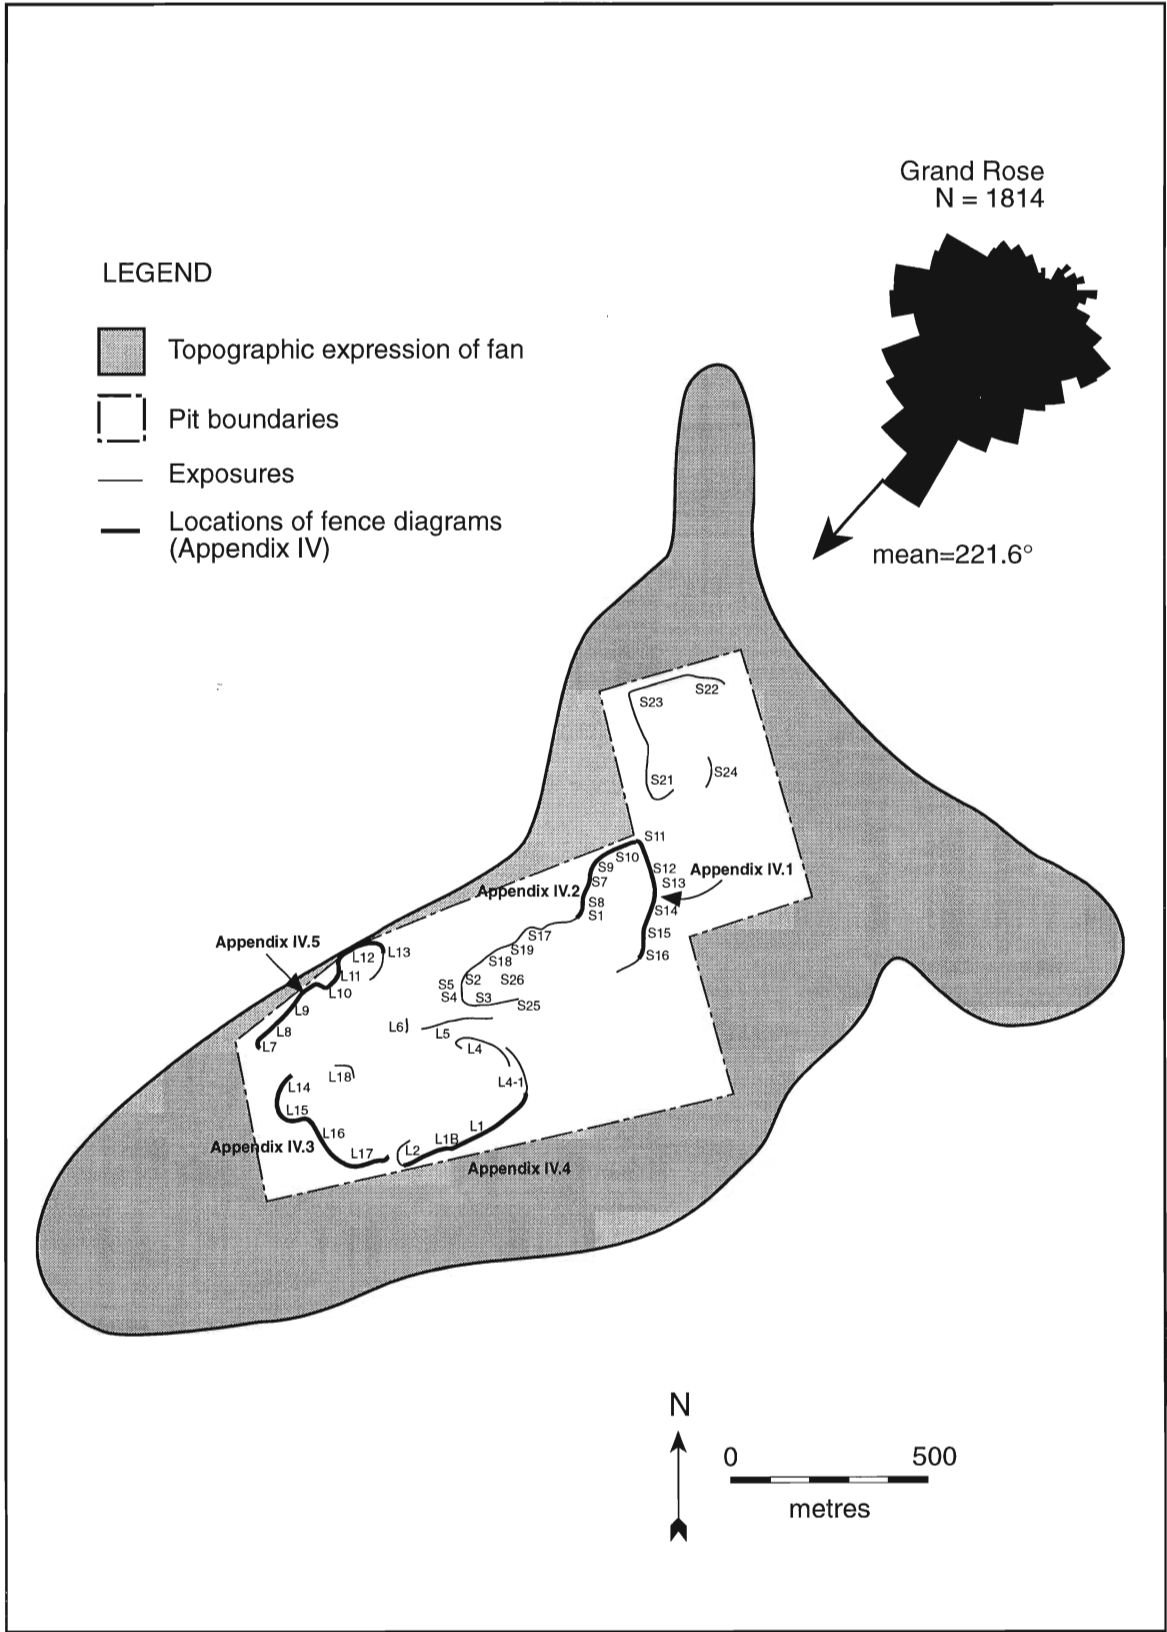 Grand Rose
N = 1814
mean=221.6°
LEGEND
Topographic expression of fan
Pit boundaries
Exposures
Locations of fence diagrams
(Appendix IV)
S22
S23
S21
S24
S11
S10
S9
S12
Appendix IV.1
S13
S7
Appendix IV.2
S8
S14
S1
S15
S17
S16
S19
S18
Appendix IV.5
L13
L12
L11
L10
S5
S2
S26
S4
S3
S25
L9
L8
L7
L6
L5
L4
L4-1
L18
L14
L15
L16
Appendix IV.3
L17
L2
L1B
L1
Appendix IV.4
N
0
500
metres